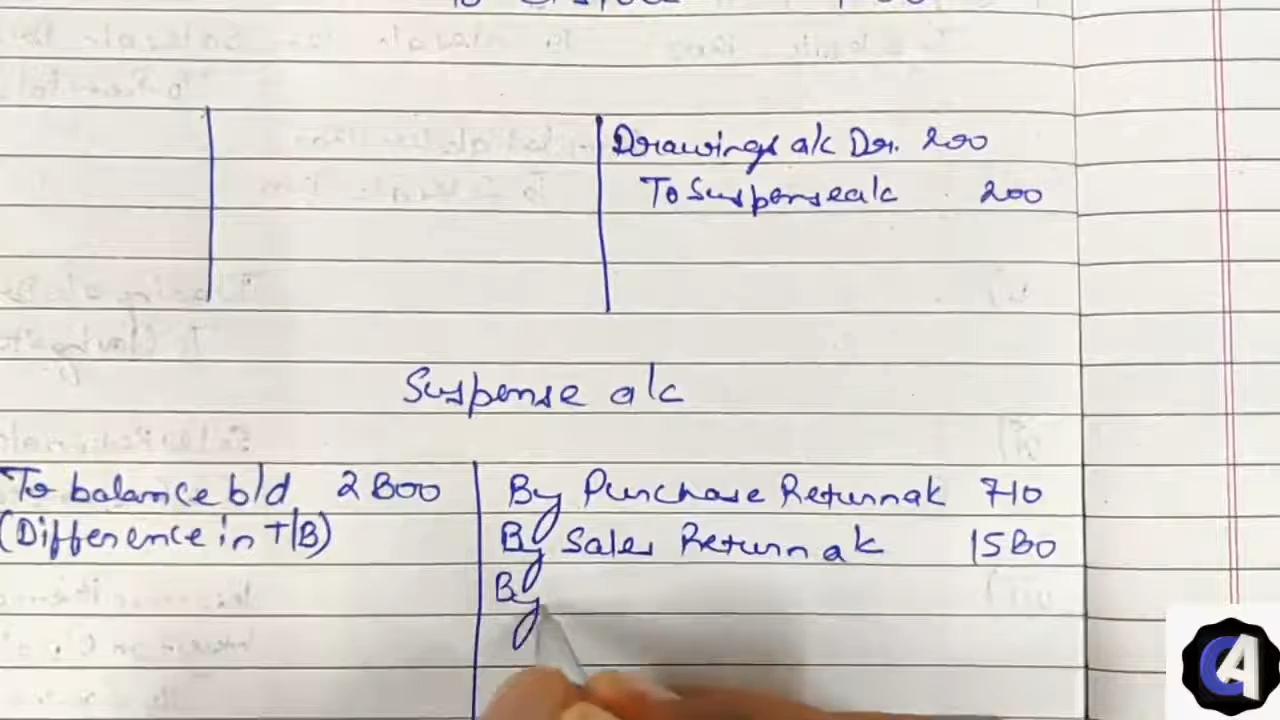 Drawings a/c Dr. 200
To Suspense a/c 200
Suspense a/c
To balance b/d 2800 By Purchase Return a/c 710
(Difference in T/B) By Sales Return a/c 1580
By
CA